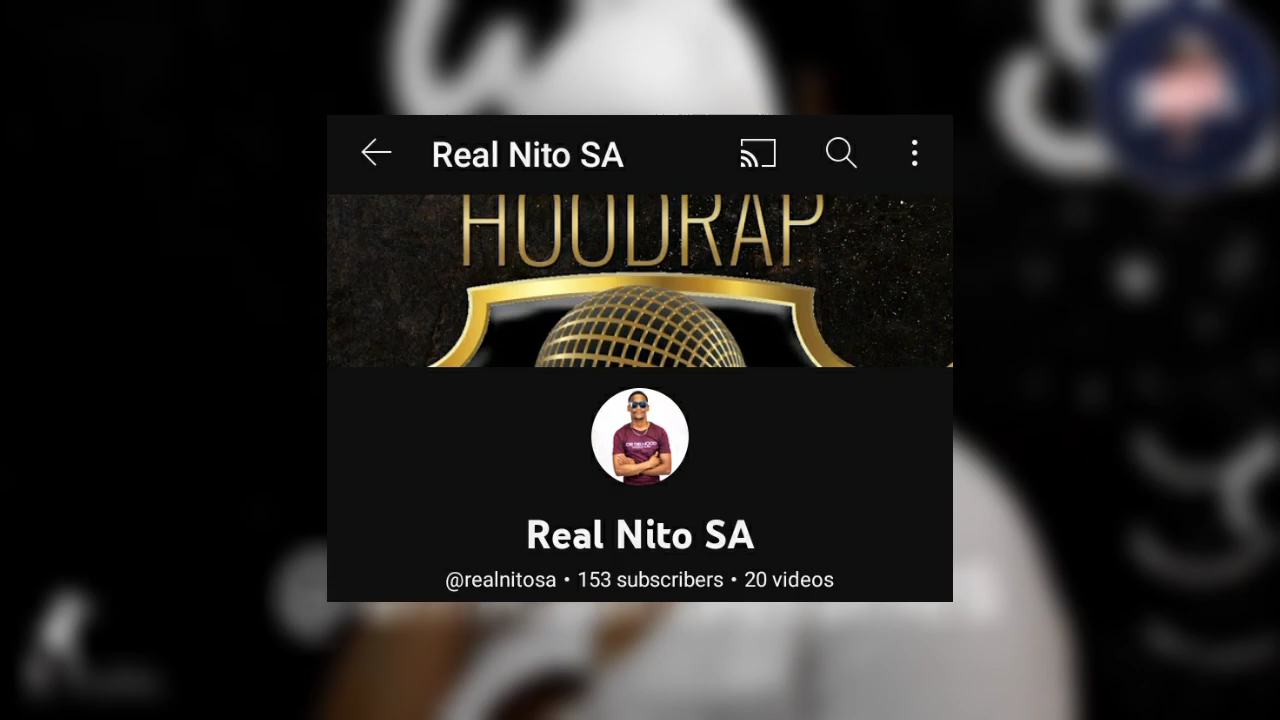 Real Nito SA
HOODRAP
Real Nito SA
@realnitosa • 153 subscribers • 20 videos